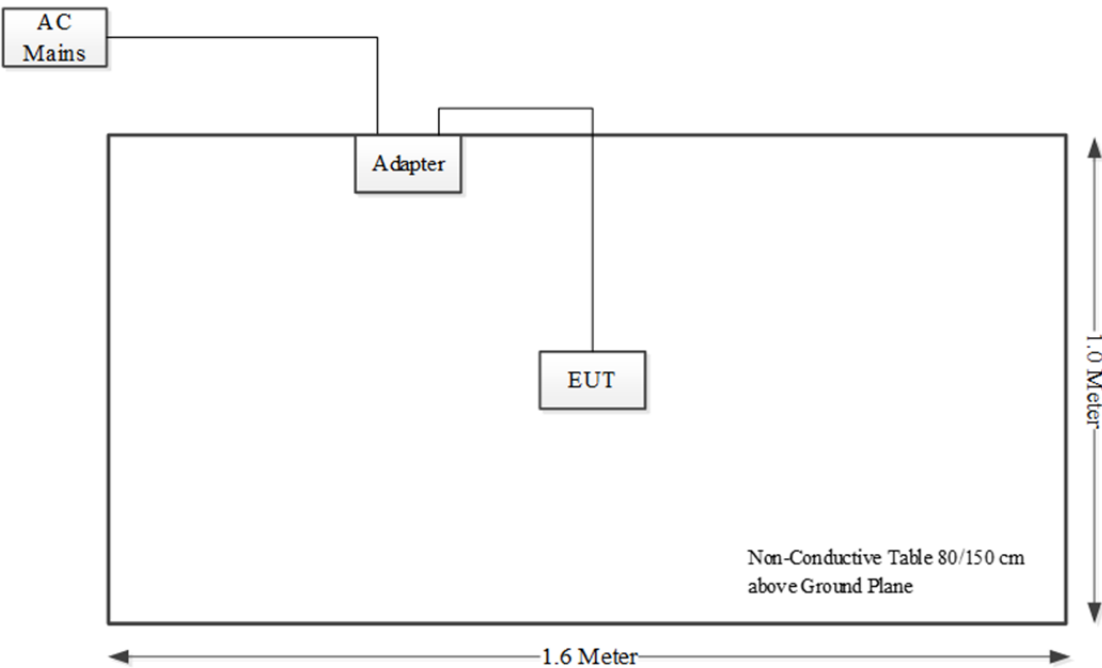 AC
Mains
Adapter
EUT
1.0 Meter
Non-Conductive Table 80/150 cm
above Ground Plane
1.6 Meter